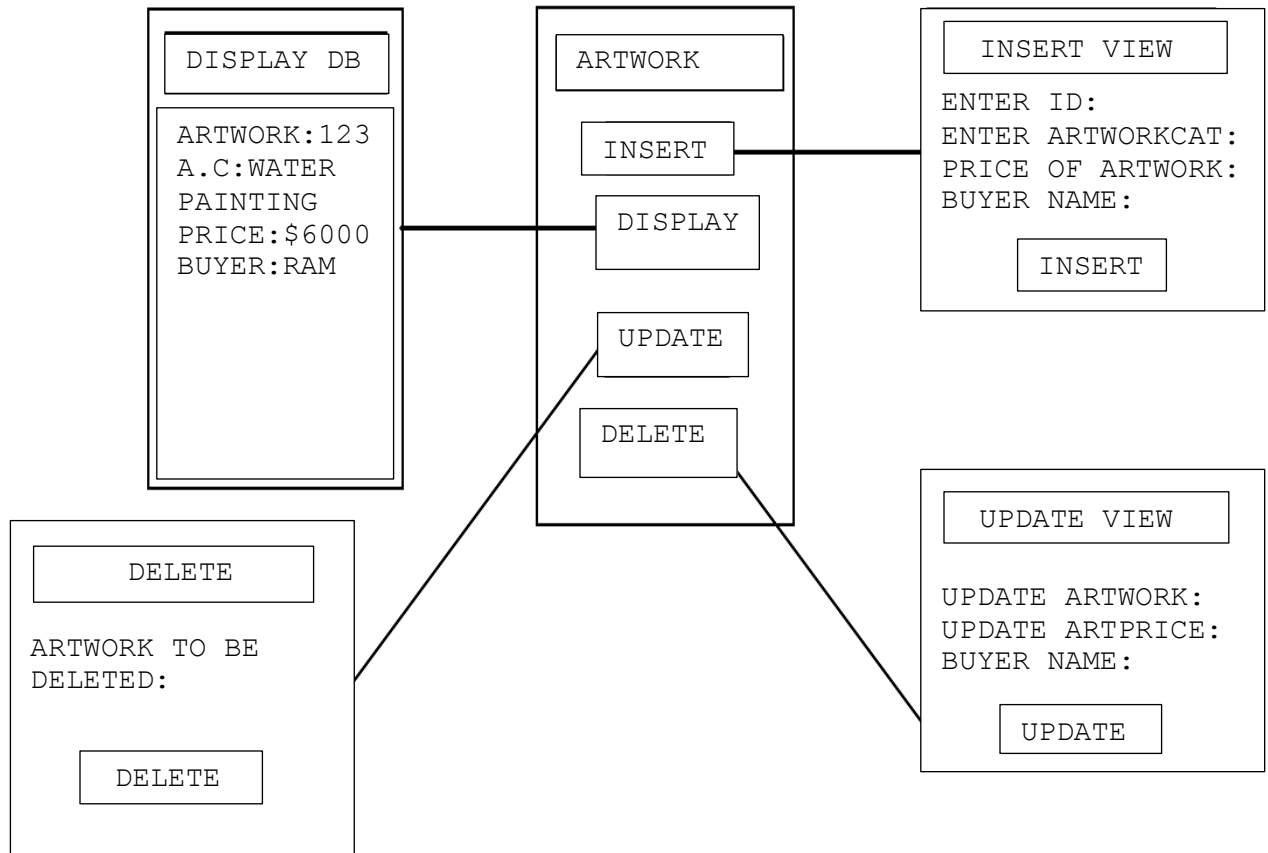 DISPLAY DB
ARTWORK:123
A.C:WATER
PAINTING
PRICE:$6000
BUYER:RAM
ARTWORK
INSERT
DISPLAY
UPDATE
DELETE
INSERT VIEW
ENTER ID:
ENTER ARTWORKCAT:
PRICE OF ARTWORK:
BUYER NAME:
INSERT
DELETE
ARTWORK TO BE
DELETED:
DELETE
UPDATE VIEW
UPDATE ARTWORK:
UPDATE ARTPRICE:
BUYER NAME:
UPDATE